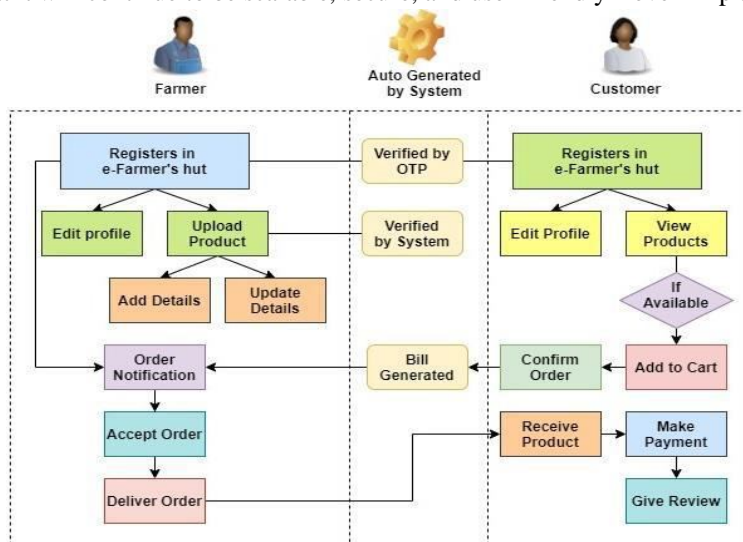 Farmer
Auto Generated
by System
Customer
Registers in
e-Farmer's hut
Verified by
OTP
Registers in
e-Farmer's hut
Edit profile
Upload
Product
Verified
by System
Edit Profile
View
Products
Add Details
Update
Details
If
Available
Order
Notification
Bill
Generated
Confirm
Order
Add to Cart
Accept Order
Receive
Product
Make
Payment
Deliver Order
Give Review